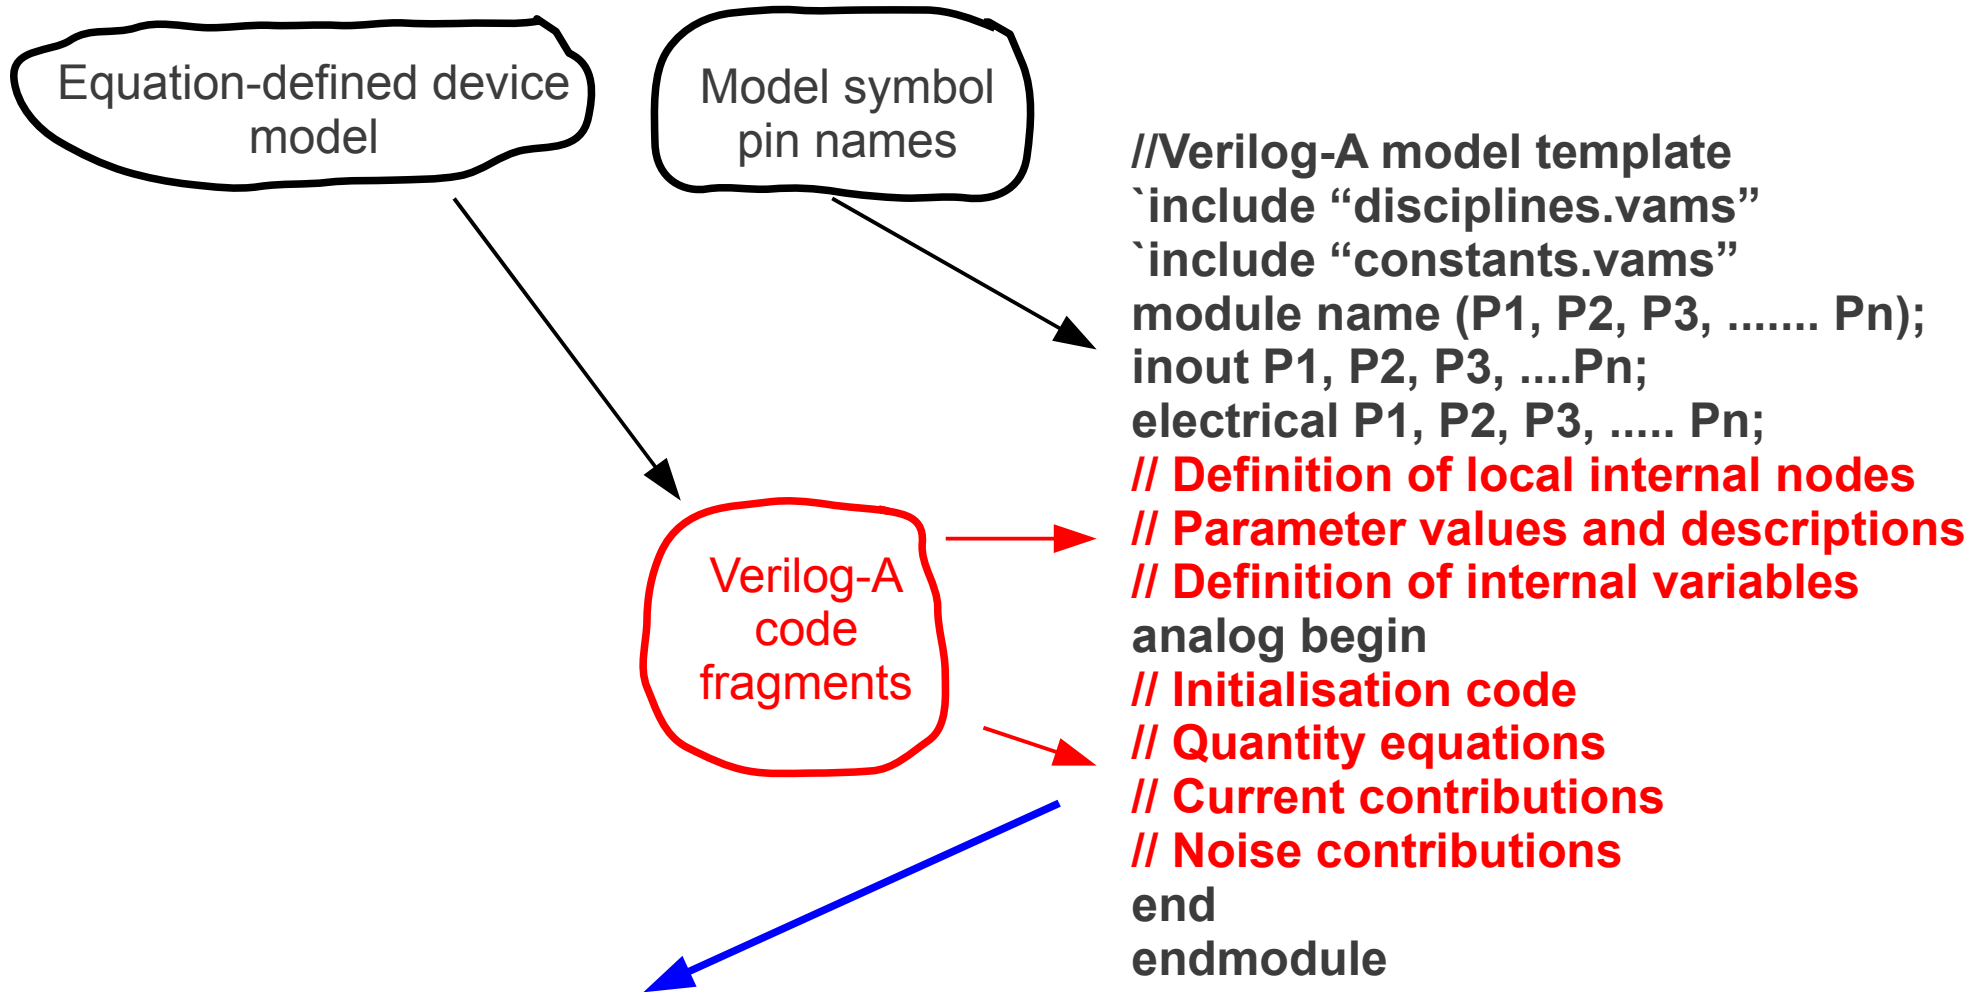 Equation-defined device
model
Model symbol
pin names
//Verilog-A model template
`include “disciplines.vams”
`include “constants.vams”
module name (P1, P2, P3, ....... Pn);
inout P1, P2, P3, ....Pn;
electrical P1, P2, P3, ..... Pn;
// Definition of local internal nodes
// Parameter values and descriptions
// Definition of internal variables
analog begin
// Initialisation code
// Quantity equations
// Current contributions
// Noise contributions
end
endmodule
Verilog-A
code
fragments